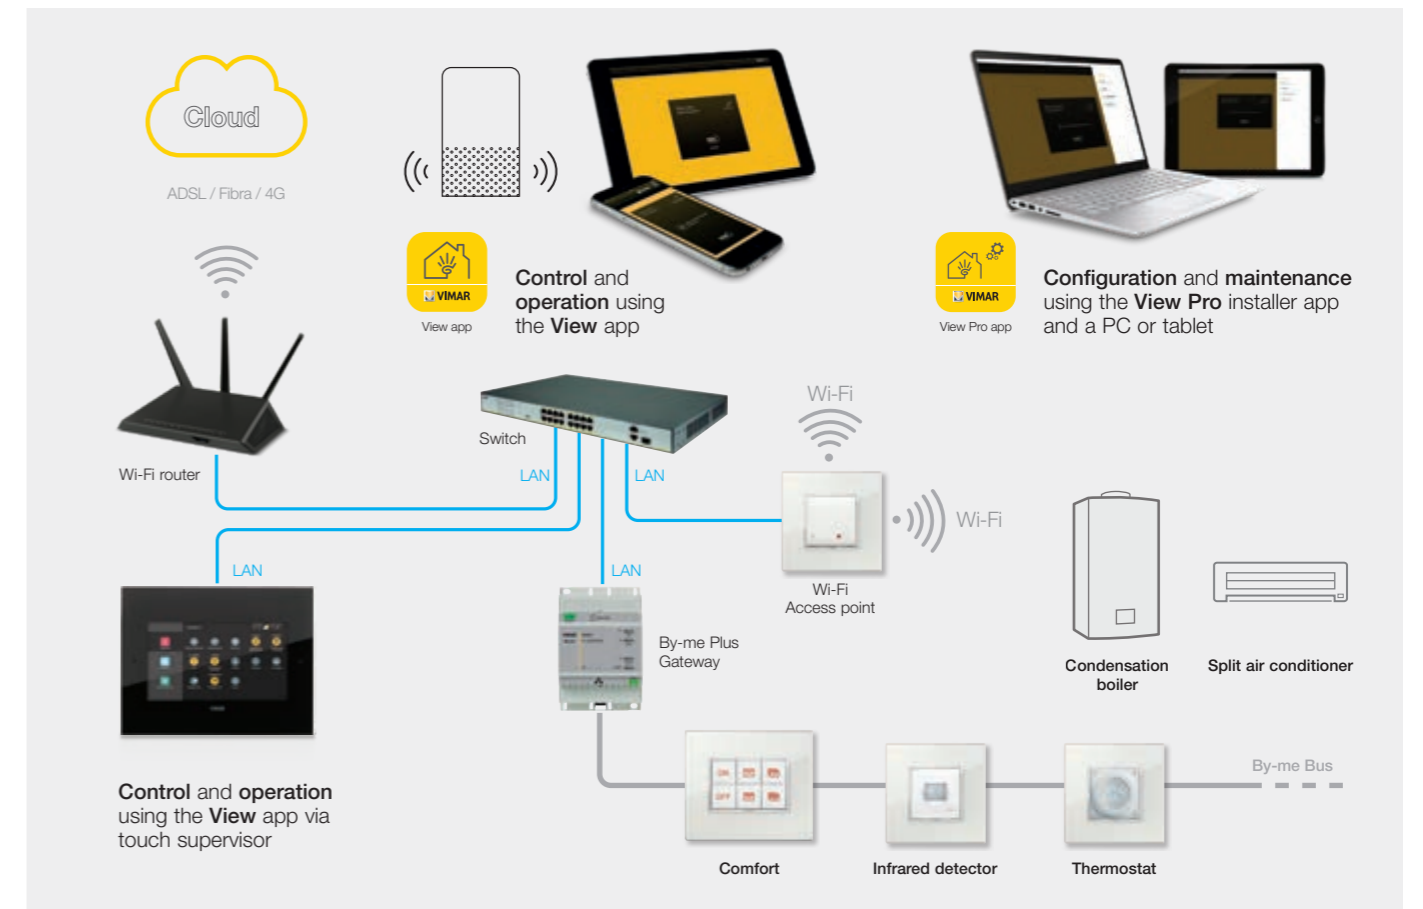 Cloud
ADSL / Fibra / 4G
VIMAR
View app
Control and
operation using
the View app
VIMAR
View Pro app
Configuration and maintenance
using the View Pro installer app
and a PC or tablet
Wi-Fi router
Switch
LAN
LAN
Wi-Fi
Wi-Fi
Wi-Fi
Access point
LAN
LAN
By-me Plus
Gateway
Condensation
boiler
Split air conditioner
Control and operation
using the View app via
touch supervisor
ON
OFF
By-me Bus
Comfort
Infrared detector
Thermostat